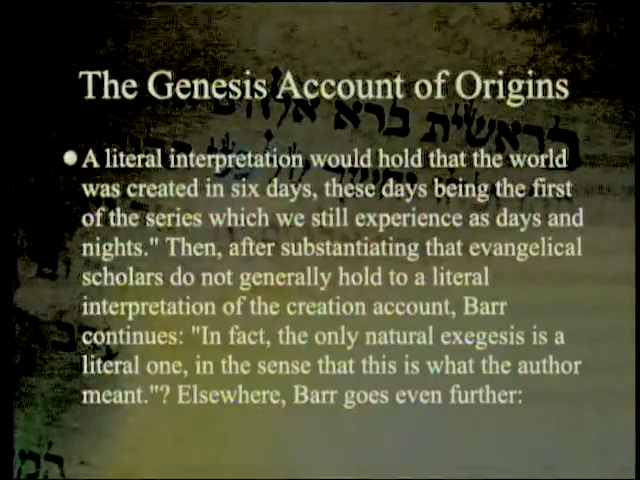 The Genesis Account of Origins
בראשית ברא אלהים
● A literal interpretation would hold that the world
was created in six days, these days being the first
of the series which we still experience as days and
nights." Then, after substantiating that evangelical
scholars do not generally hold to a literal
interpretation of the creation account, Barr
continues: "In fact, the only natural exegesis is a
literal one, in the sense that this is what the author
meant."? Elsewhere, Barr goes even further: